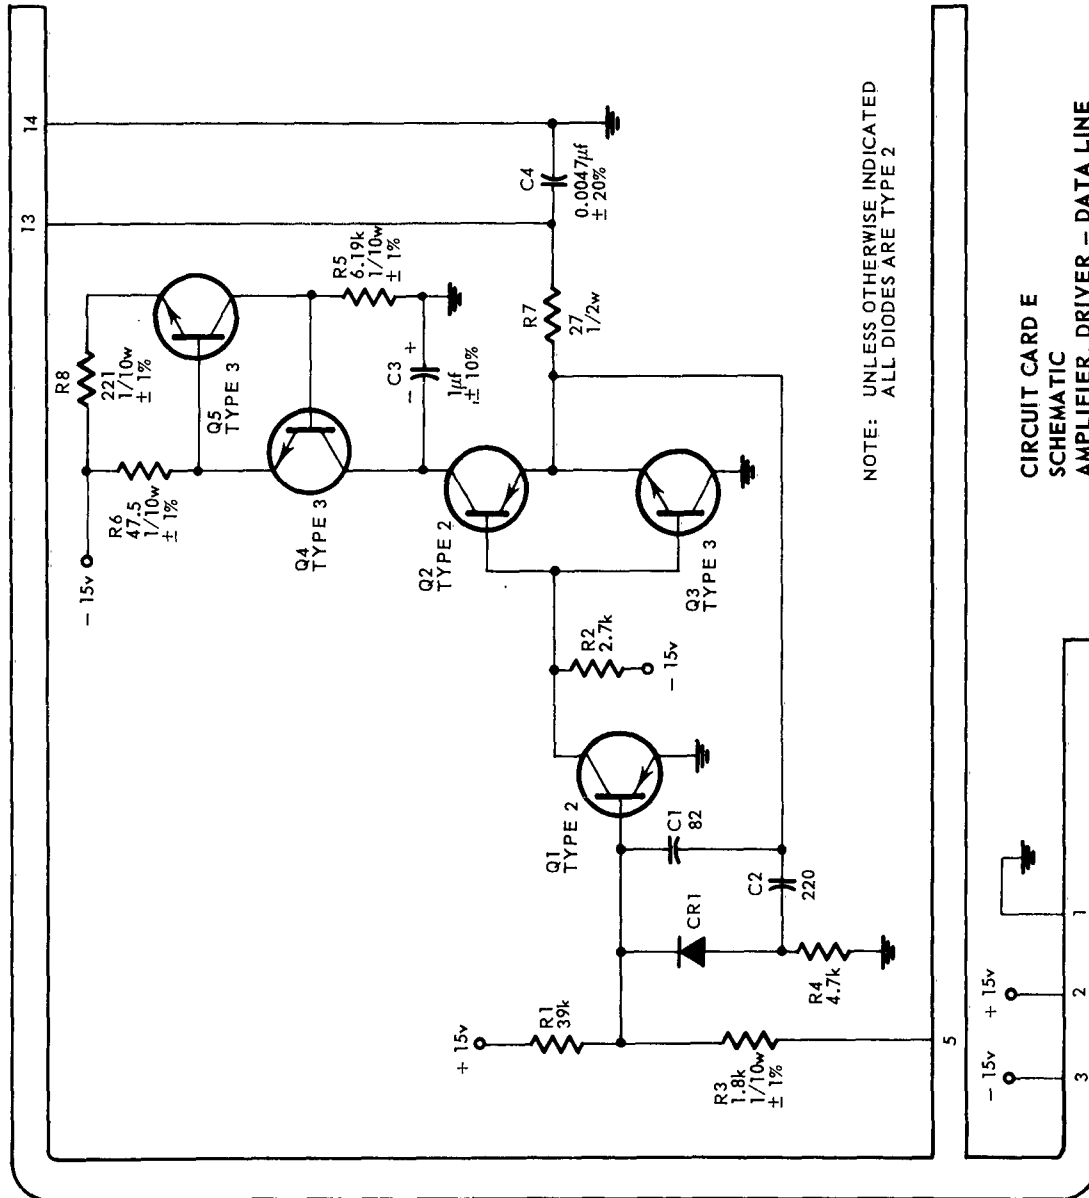 13
14
R8
221
1/10w
± 1%
Q5
TYPE 3
R6
47.5
1/10w
± 1%
- 15v
Q4
TYPE 3
R5
6.19k
1/10w
± 1%
C3
- +
1µf
± 10%
C4
0.0047µf
± 20%
R7
27
1/2w
Q2
TYPE 2
Q3
TYPE 3
R2
2.7k
- 15v
Q1
TYPE 2
C1
82
C2
220
CR1
R4
4.7k
+ 15v
R1
39k
R3
1.8k
1/10w
± 1%
5
NOTE: UNLESS OTHERWISE INDICATED
ALL DIODES ARE TYPE 2
- 15v
+ 15v
3
2
1
CIRCUIT CARD E
SCHEMATIC
AMPLIFIER, DRIVER – DATA LINE